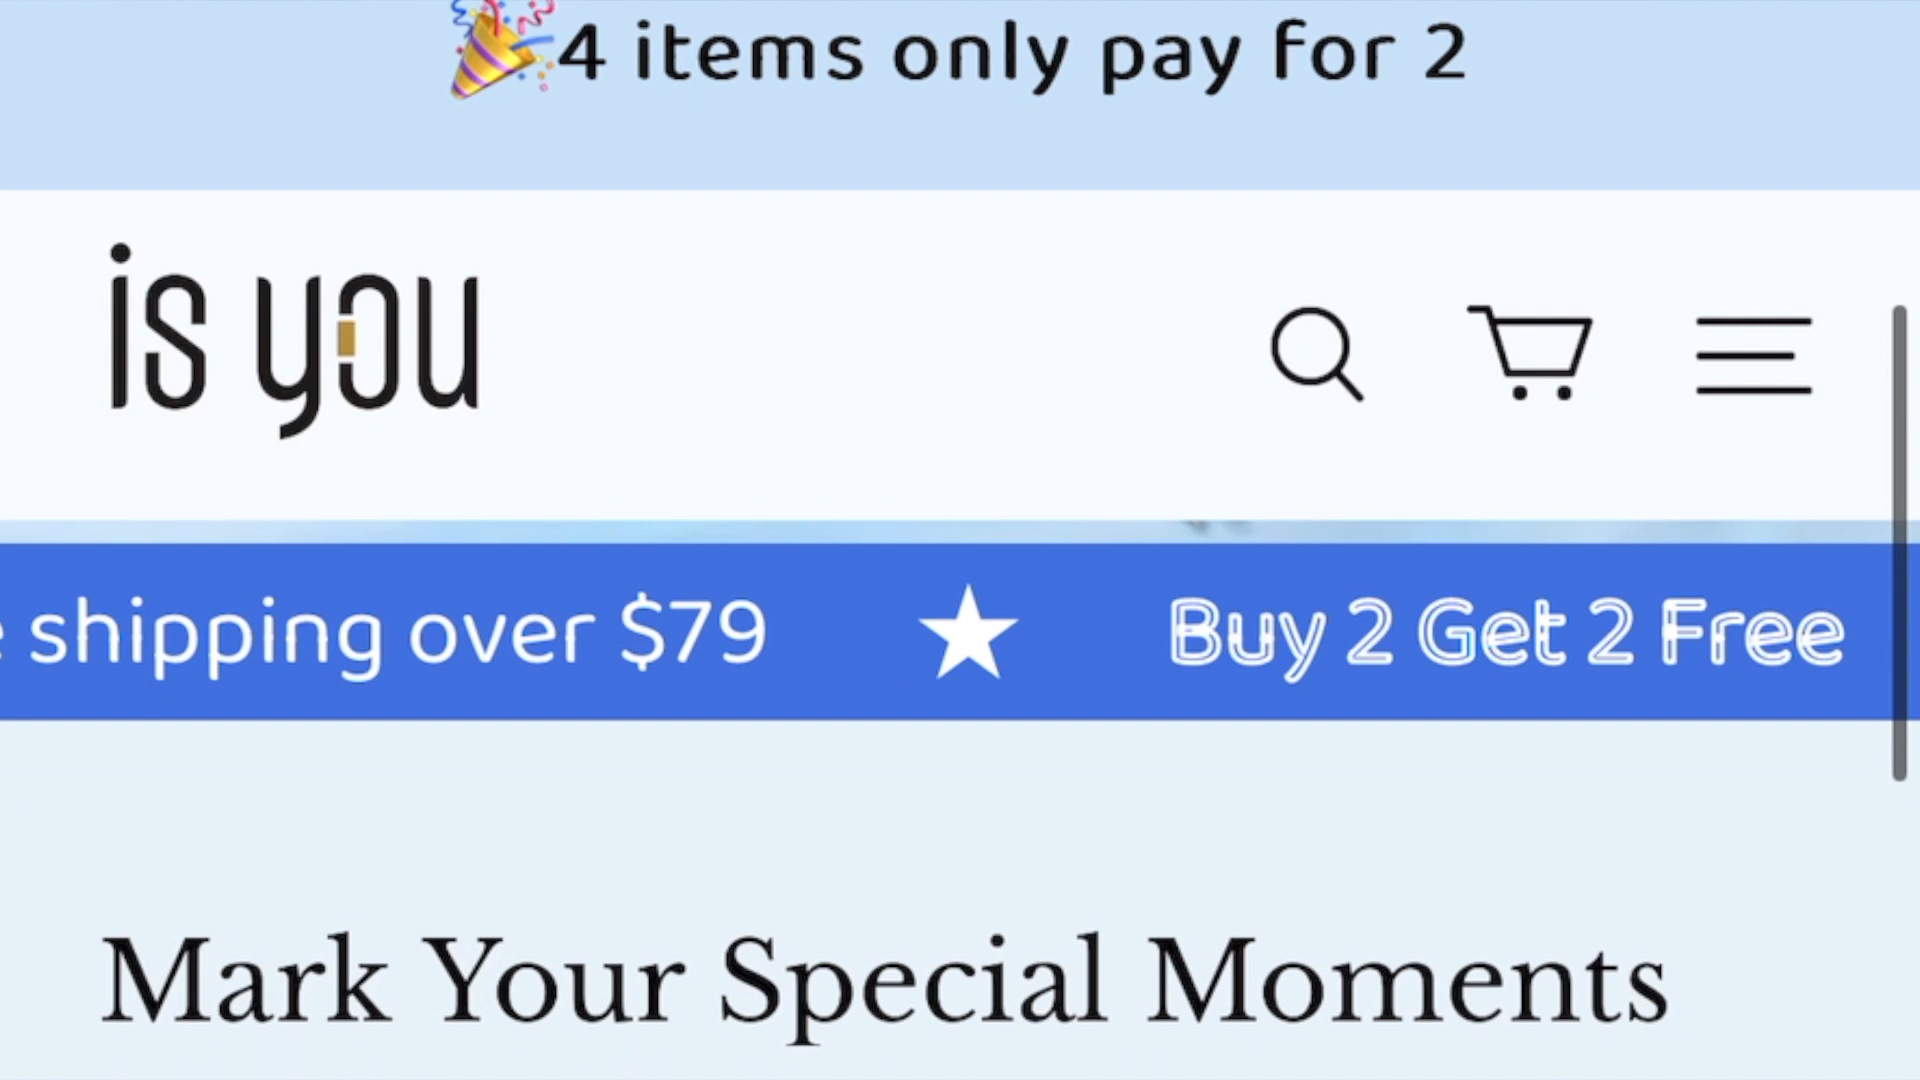 4 items only pay for 2
is you
shipping over $79 ★ Buy 2 Get 2 Free
Mark Your Special Moments